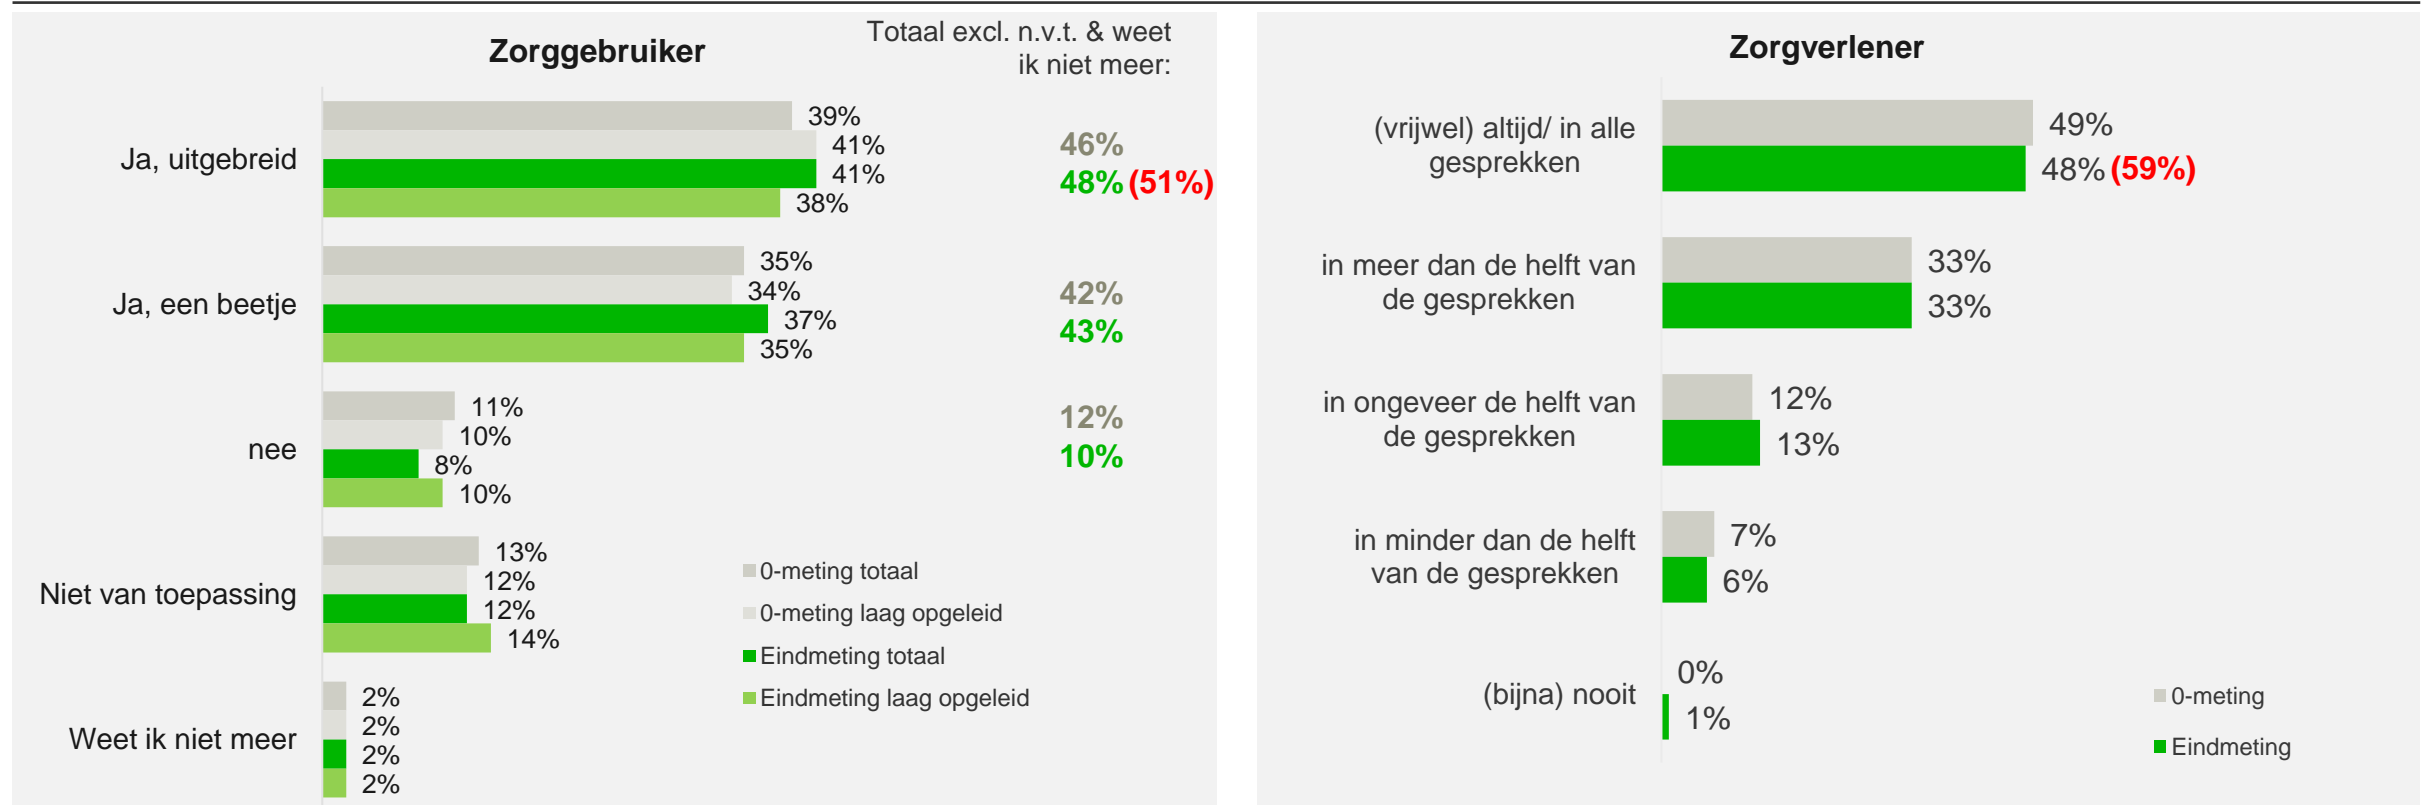 Zorggebruiker
Totaal excl. n.v.t. & weet
ik niet meer:
Ja, uitgebreid
39%
41%
41%
38%
46%
48% (51%)
Ja, een beetje
35%
34%
37%
35%
42%
43%
nee
11%
10%
8%
10%
12%
10%
Niet van toepassing
13%
12%
12%
14%
Weet ik niet meer
2%
2%
2%
2%
0-meting totaal
0-meting laag opgeleid
Eindmeting totaal
Eindmeting laag opgeleid
Zorgverlener
(vrijwel) altijd/ in alle
gesprekken
49%
48% (59%)
in meer dan de helft van
de gesprekken
33%
33%
in ongeveer de helft van
de gesprekken
12%
13%
in minder dan de helft
van de gesprekken
7%
6%
(bijna) nooit
0%
1%
0-meting
Eindmeting